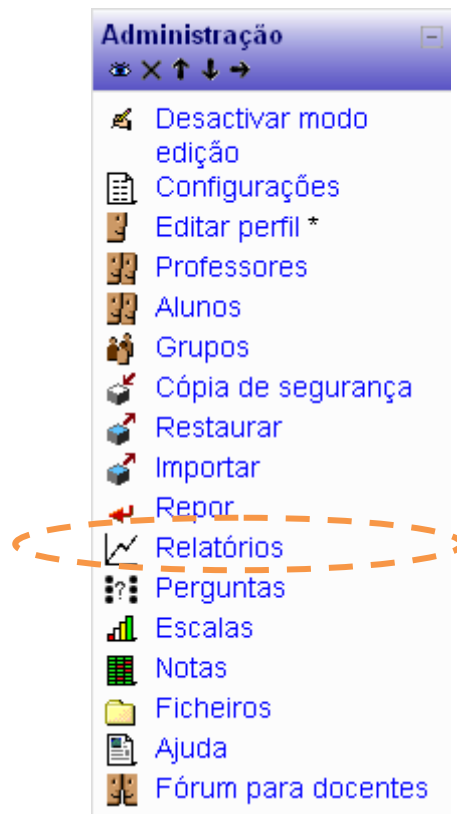 Administração
Desactivar modo
edição
Configurações
Editar perfil *
Professores
Alunos
Grupos
Cópia de segurança
Restaurar
Importar
Repor
Relatórios
Perguntas
Escalas
Notas
Ficheiros
Ajuda
Fórum para docentes